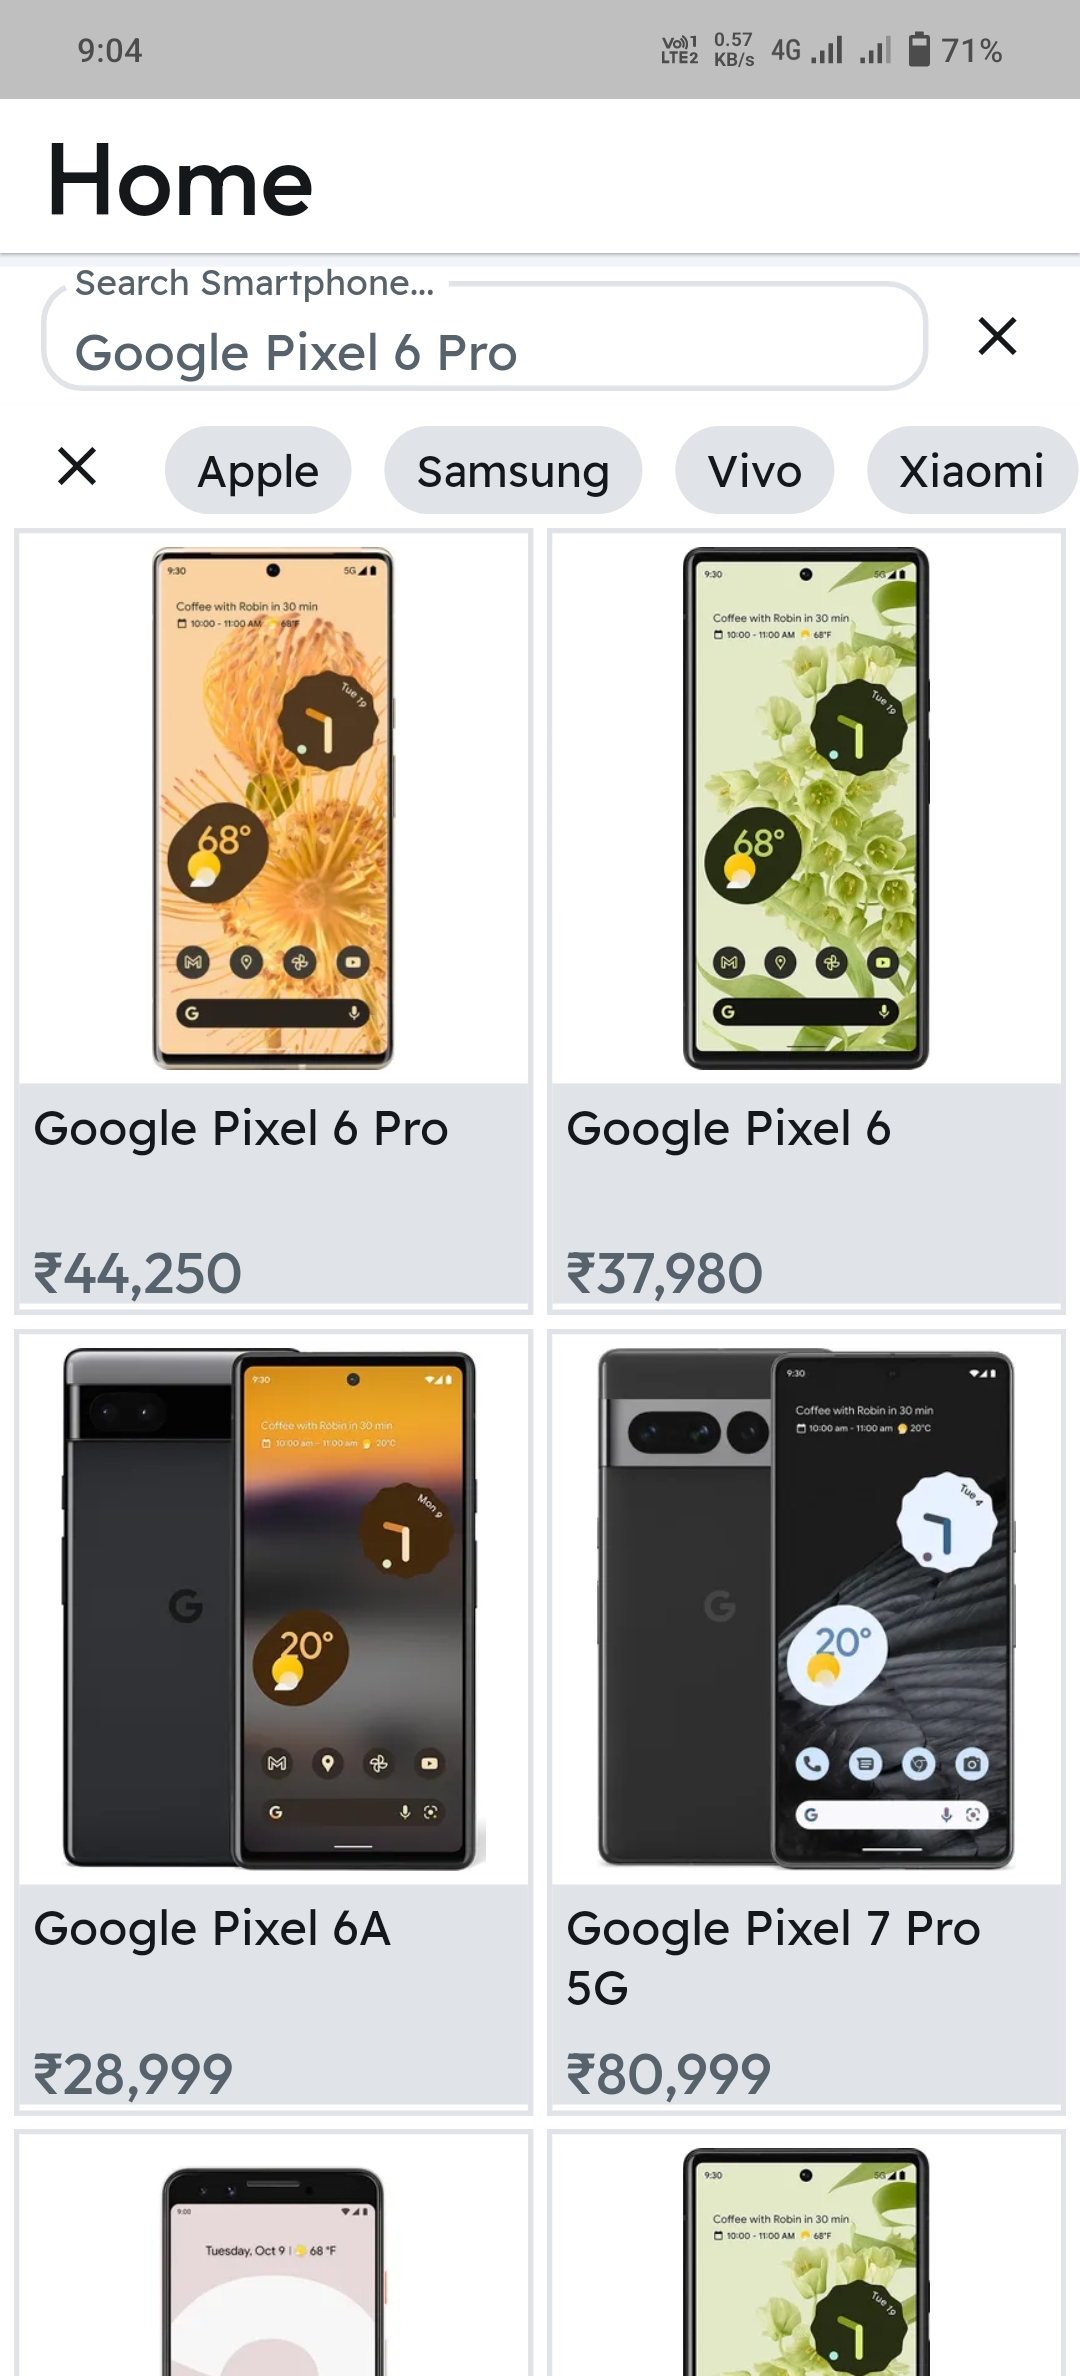 9:04
Vo)) 1 LTE2 0.57 KB/s 4G 71%
Home
Search Smartphone...
Google Pixel 6 Pro
Apple Samsung Vivo Xiaomi
9:30 5G
Coffee with Robin in 30 min
10:00 - 11:00 AM 68°F
Tue 19
68°
G
Google Pixel 6 Pro
₹44,250
9:30 5G
Coffee with Robin in 30 min
10:00 - 11:00 AM 68°F
Tue 19
68°
G
Google Pixel 6
₹37,980
9:30
Coffee with Robin in 30 min
10:00 am - 11:00 am 20°C
Mon 9
G
20°
G
Google Pixel 6A
₹28,999
9:30
Coffee with Robin in 30 min
10:00 am - 11:00 am 20°C
Tue 4
G
20°
G
Google Pixel 7 Pro
5G
₹80,999
9:00
Tuesday, Oct 9 | 68 °F
9:30 5G
Coffee with Robin in 30 min
10:00 - 11:00 AM 68°F
Tue 19